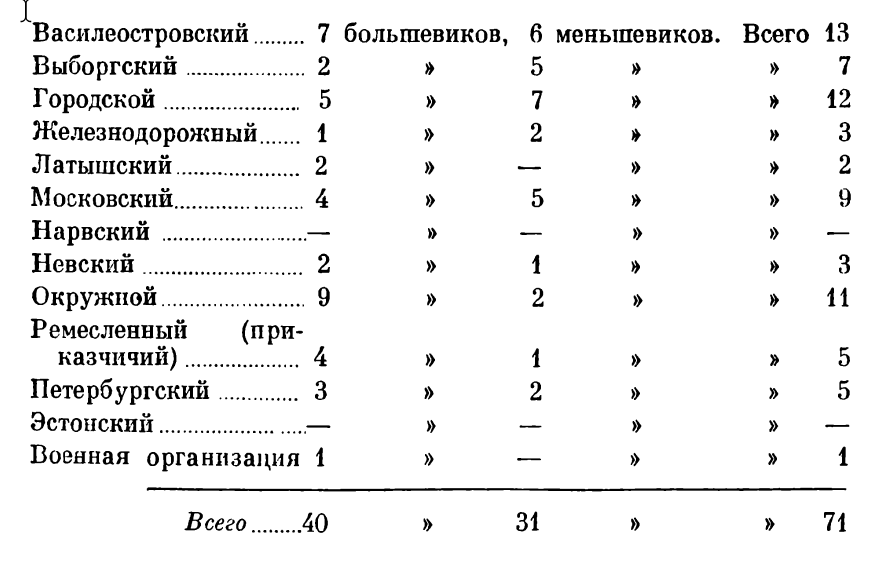 Василеостровский ........ 7 большевиков, 6 меньшевиков. Всего 13
Выборгский .................. 2 » 5 » » 7
Городской ..................... 5 » 7 » » 12
Железнодорожный...... 1 » 2 » » 3
Латышский................... 2 » — » » 2
Московский................... 4 » 5 » » 9
Нарвский ......................— » — » » —
Невский ........................ 2 » 1 » » 3
Окружной..................... 9 » 2 » » 11
Ремесленный (при-
казчичий) ................. 4 » 1 » » 5
Петербургский ............ 3 » 2 » » 5
Эстонский.....................— » — » » —
Военная организация 1 » — » » 1
Всего.........40 » 31 » » 71